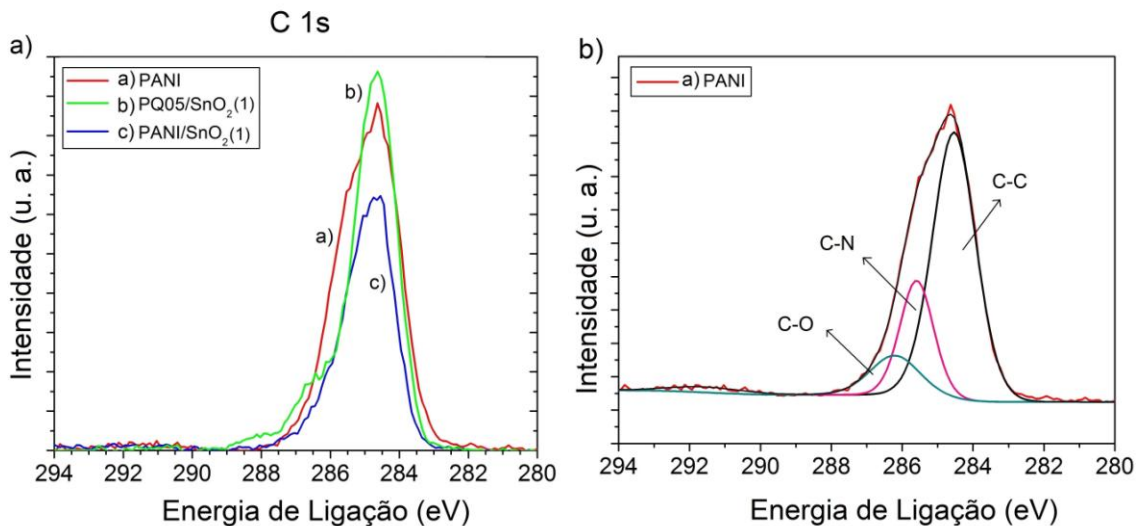 C 1s
a)
a) PANI
b) PQ05/SnO₂(1)
c) PANI/SnO₂(1)
b)
a)
c)
Intensidade (u. a.)
294 292 290 288 286 284 282 280
Energia de Ligação (eV)
b)
a) PANI
C-C
C-N
C-O
Intensidade (u. a.)
294 292 290 288 286 284 282 280
Energia de Ligação (eV)